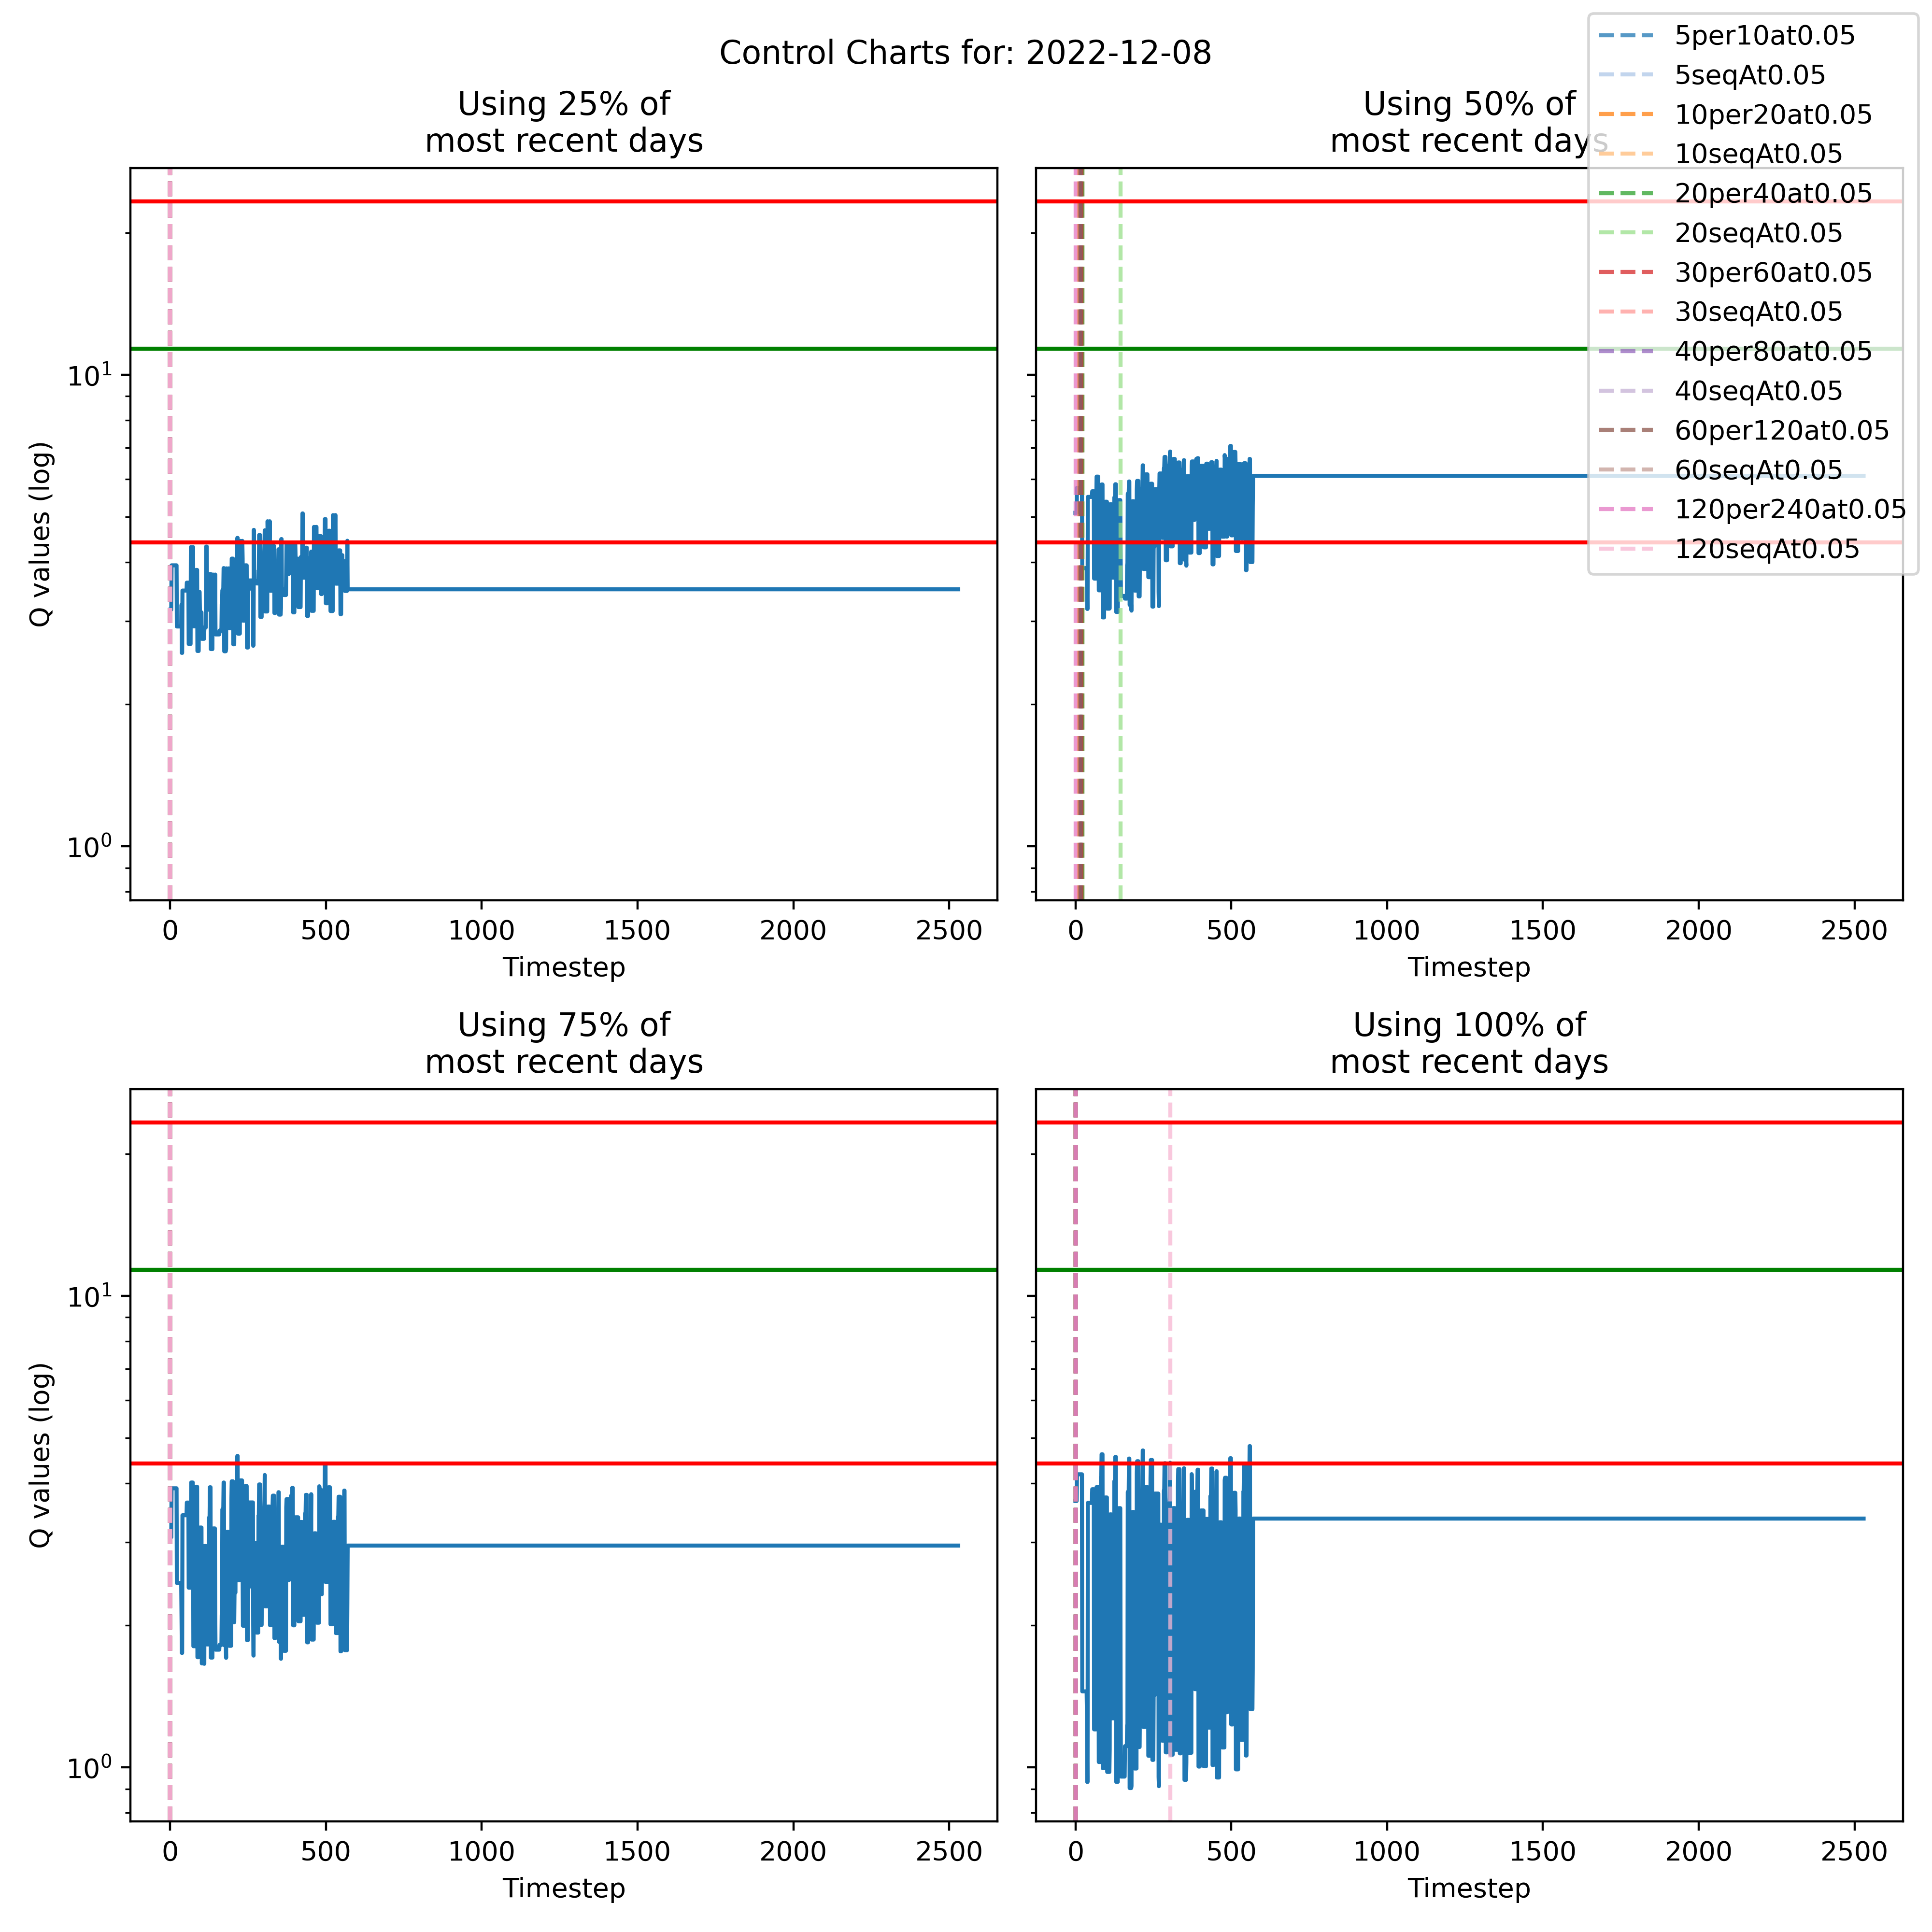 Control Charts for: 2022-12-08
5per10at0.05
5seqAt0.05
10per20at0.05
10seqAt0.05
20per40at0.05
20seqAt0.05
30per60at0.05
30seqAt0.05
40per80at0.05
40seqAt0.05
60per120at0.05
60seqAt0.05
120per240at0.05
120seqAt0.05
Using 25% of
most recent days
Q values (log)
10¹
10⁰
0 500 1000 1500 2000 2500
Timestep
Using 50% of
most recent days
0 500 1000 1500 2000 2500
Timestep
Using 75% of
most recent days
Q values (log)
10¹
10⁰
0 500 1000 1500 2000 2500
Timestep
Using 100% of
most recent days
0 500 1000 1500 2000 2500
Timestep